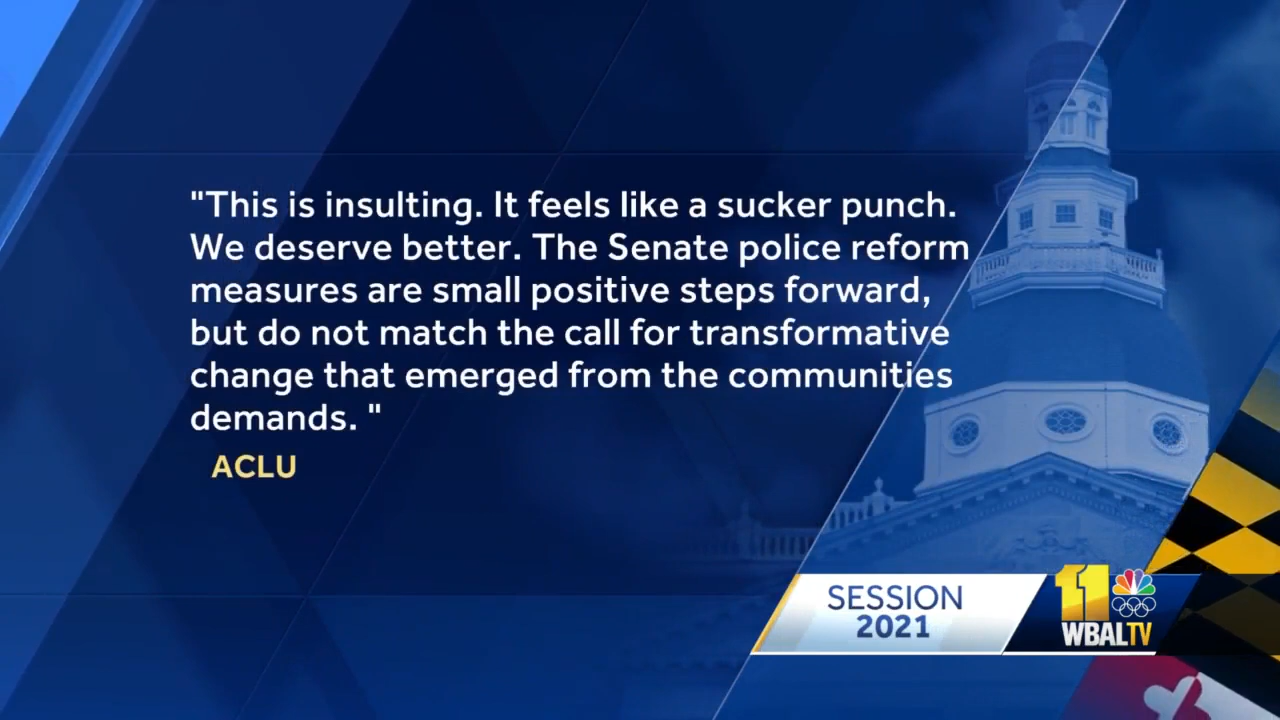 "This is insulting. It feels like a sucker punch.
We deserve better. The Senate police reform
measures are small positive steps forward,
but do not match the call for transformative
change that emerged from the communities
demands. "
ACLU
SESSION
2021
11
WBALTV